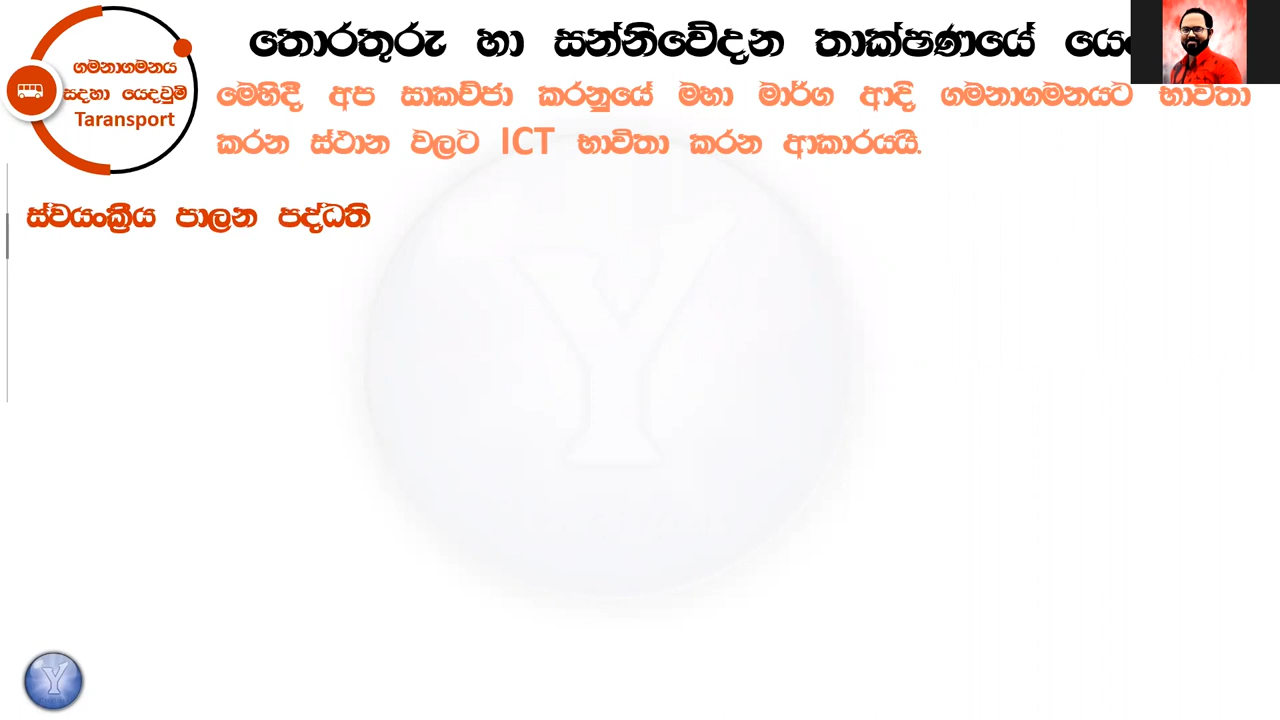 තොරතුරු හා සන්නිවේදන තාක්ෂණයේ
ගමනාගමනය
සඳහා යෙදවුම්
Taransport
මෙහිදී අප සාකච්ඡා කරනුයේ මහා මාර්ග ආදි ගමනාගමනයට භාවිතා
කරන ස්ථාන වලට ICT භාවිතා කරන ආකාරයයි.
ස්වයංක්‍රීය පාලන පද්ධති
Y
Y